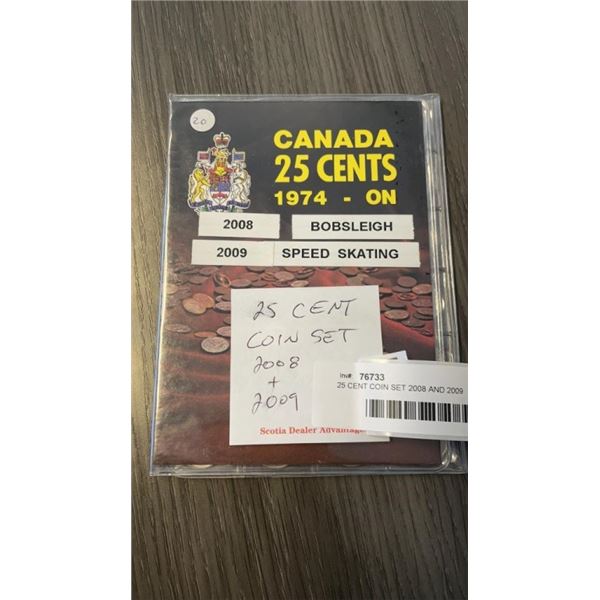 20
CANADA
25 CENTS
1974 - ON
2008 BOBSLEIGH
2009 SPEED SKATING
25 CENT
COIN SET
2008
+
2009
Scotia Dealer Advantage
Inv#: 76733
25 CENT COIN SET 2008 AND 2009